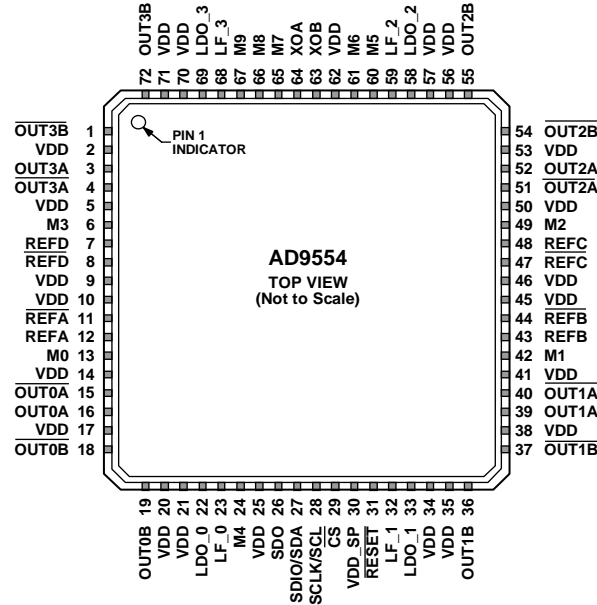 72 OUT3B
71 VDD
70 VDD
69 LDO_3
68 LF_3
67 M9
66 M8
65 M7
64 XOA
63 XOB
62 VDD
61 M6
60 M5
59 LF_2
58 LDO_2
57 VDD
56 VDD
55 OUT2B
OUT3B 1
VDD 2
OUT3A 3
OUT3A 4
VDD 5
M3 6
REFD 7
REFD 8
VDD 9
VDD 10
REFA 11
REFA 12
M0 13
VDD 14
OUT0A 15
OUT0A 16
VDD 17
OUT0B 18
PIN 1
INDICATOR
AD9554
TOP VIEW
(Not to Scale)
54 OUT2B
53 VDD
52 OUT2A
51 OUT2A
50 VDD
49 M2
48 REFC
47 REFC
46 VDD
45 VDD
44 REFB
43 REFB
42 M1
41 VDD
40 OUT1A
39 OUT1A
38 VDD
37 OUT1B
OUT0B 19
VDD 20
VDD 21
LDO_0 22
LF_0 23
M4 24
VDD 25
SDO 26
SDIO/SDA 27
SCLK/SCL 28
CS 29
VDD_SP 30
RESET 31
LF_1 32
LDO_1 33
VDD 34
VDD 35
OUT1B 36